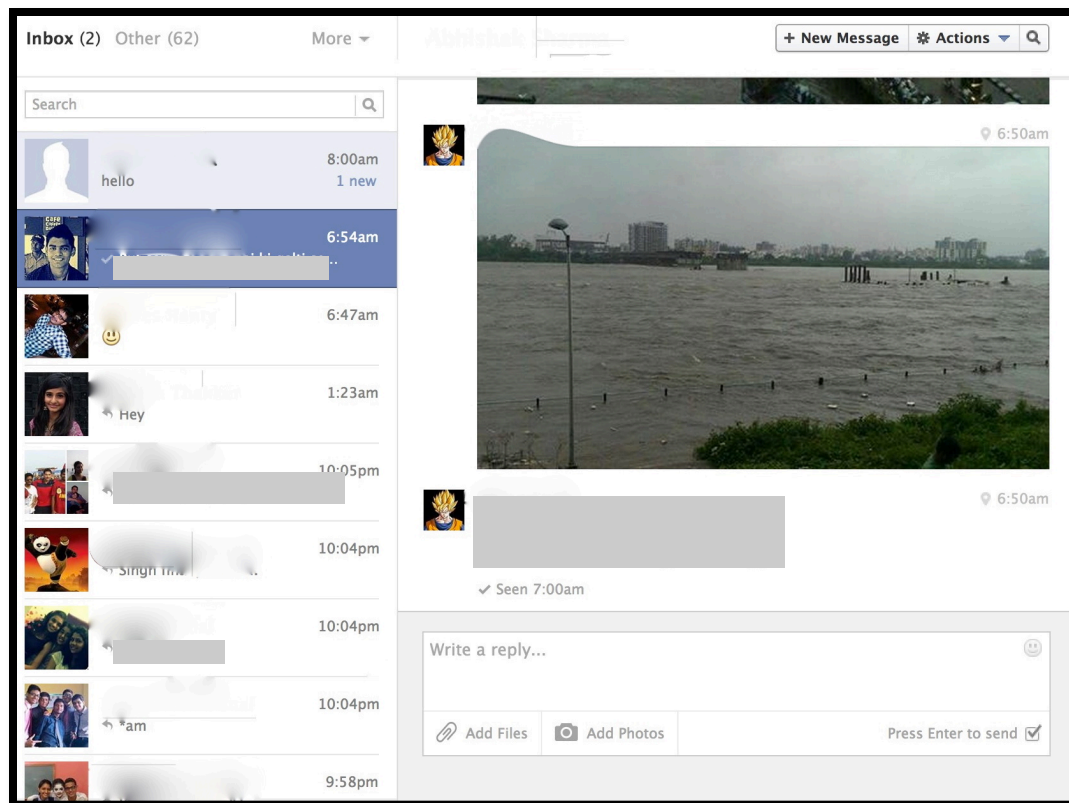 Inbox (2) Other (62) More
+ New Message Actions
Search
8:00am
hello 1 new
6:54am
6:47am
1:23am
Hey
10:05pm
10:04pm
Singh
10:04pm
10:04pm
*am
9:58pm
6:50am
6:50am
Seen 7:00am
Write a reply...
Add Files Add Photos Press Enter to send